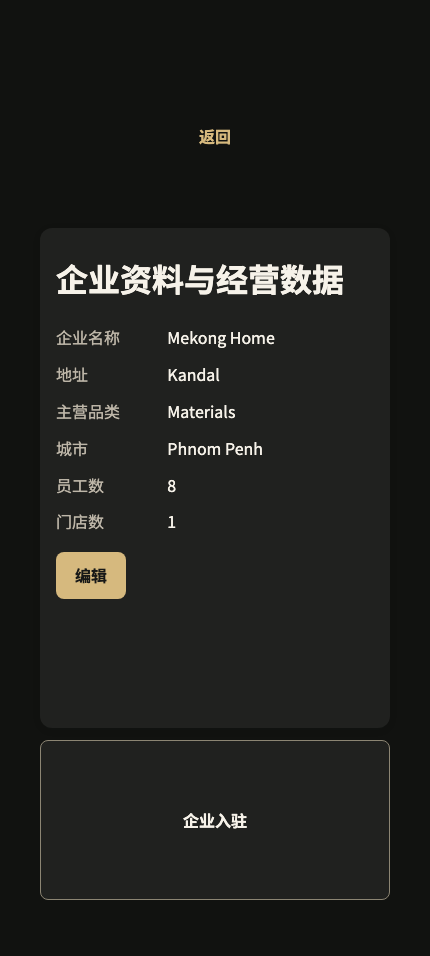 返回
企业资料与经营数据
企业名称 Mekong Home
地址 Kandal
主营品类 Materials
城市 Phnom Penh
员工数 8
门店数 1
编辑
企业入驻